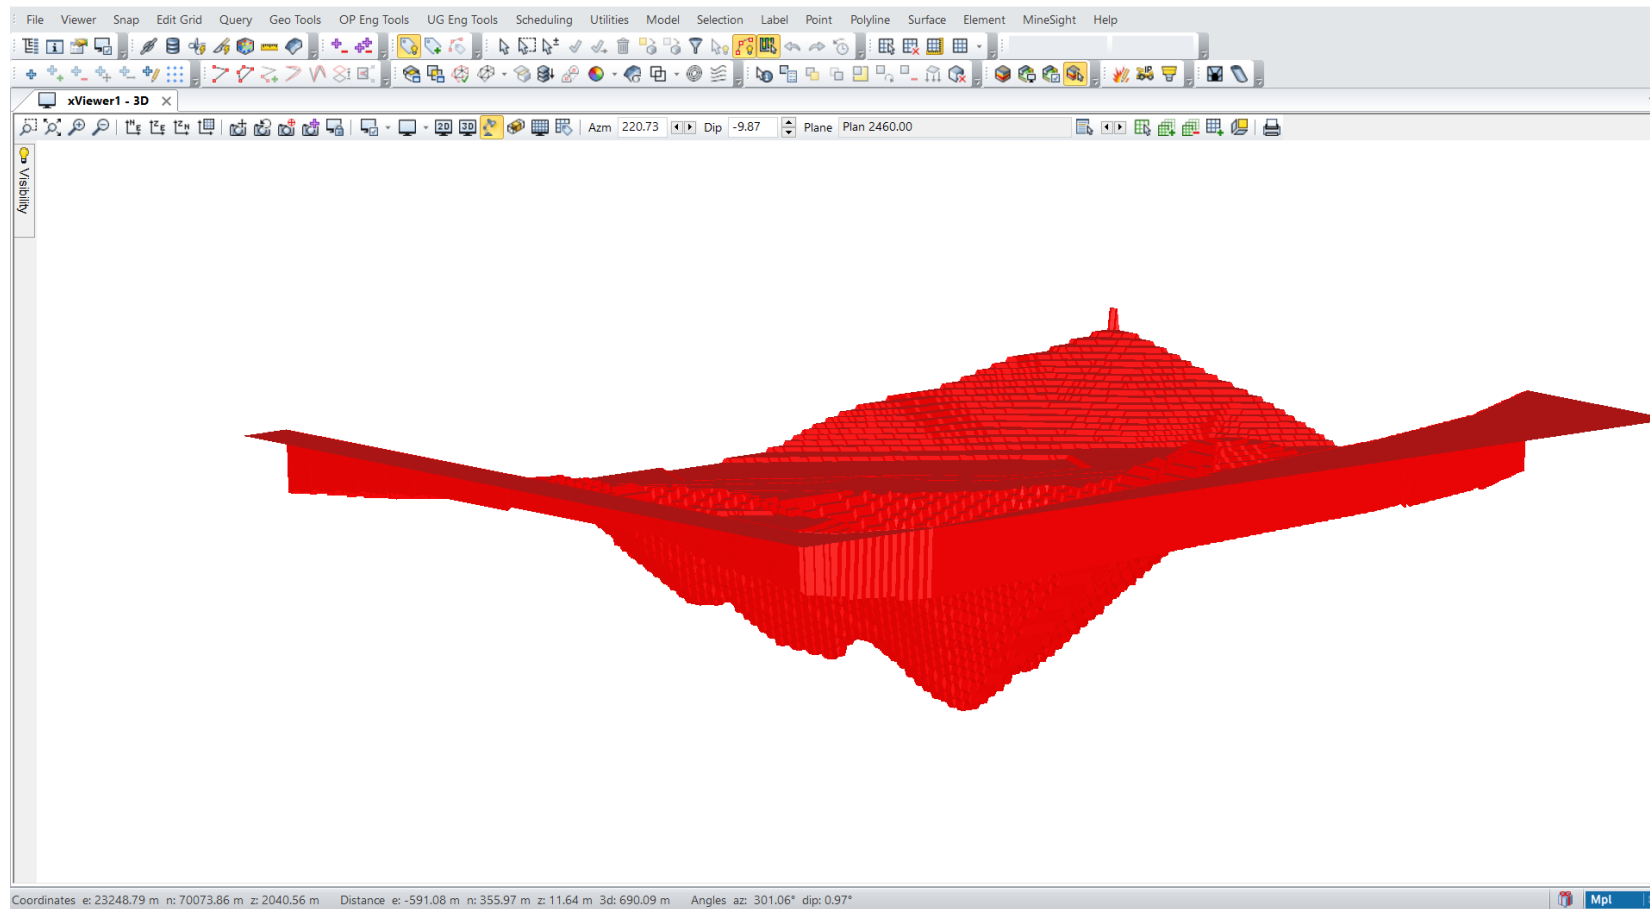 File Viewer Snap Edit Grid Query Geo Tools OP Eng Tools UG Eng Tools Scheduling Utilities Model Selection Label Point Polyline Surface Element MineSight Help
xViewer1 - 3D
2D 3D Azm 220.73 Dip -9.87 Plane Plan 2460.00
Visibility
Coordinates e: 23248.79 m n: 70073.86 m z: 2040.56 m Distance e: -591.08 m n: 355.97 m z: 11.64 m 3d: 690.09 m Angles az: 301.06° dip: 0.97° Mpl